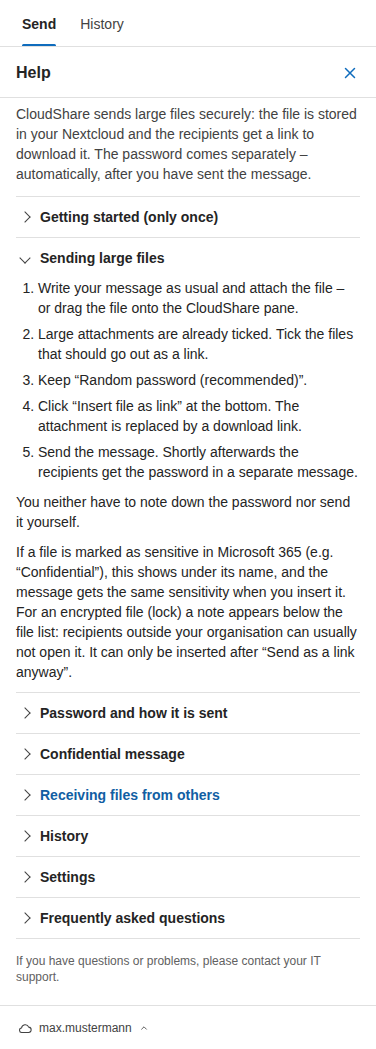 Send History
Help
CloudShare sends large files securely: the file is stored
in your Nextcloud and the recipients get a link to
download it. The password comes separately –
automatically, after you have sent the message.
Getting started (only once)
Sending large files
1. Write your message as usual and attach the file –
or drag the file onto the CloudShare pane.
2. Large attachments are already ticked. Tick the files
that should go out as a link.
3. Keep “Random password (recommended)”.
4. Click “Insert file as link” at the bottom. The
attachment is replaced by a download link.
5. Send the message. Shortly afterwards the
recipients get the password in a separate message.
You neither have to note down the password nor send
it yourself.
If a file is marked as sensitive in Microsoft 365 (e.g.
“Confidential”), this shows under its name, and the
message gets the same sensitivity when you insert it.
For an encrypted file (lock) a note appears below the
file list: recipients outside your organisation can usually
not open it. It can only be inserted after “Send as a link
anyway”.
Password and how it is sent
Confidential message
Receiving files from others
History
Settings
Frequently asked questions
If you have questions or problems, please contact your IT
support.
max.mustermann